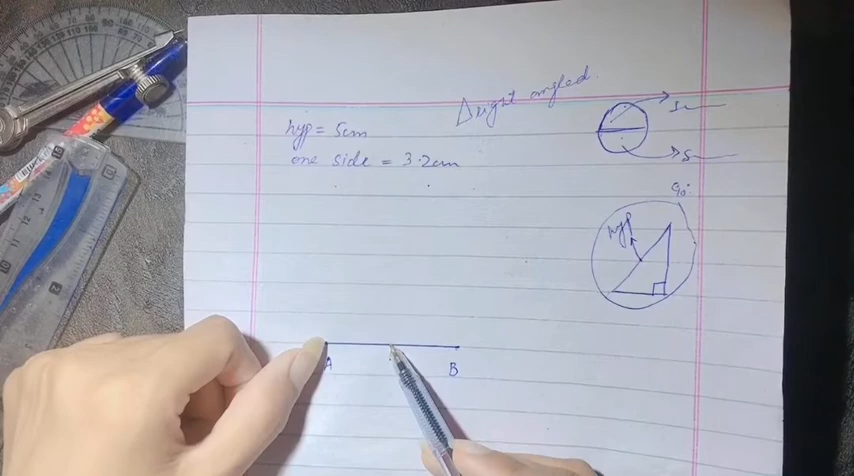 △ right angled.
hyp = 5cm
one side = 3.2cm
90°
hyp
A
B